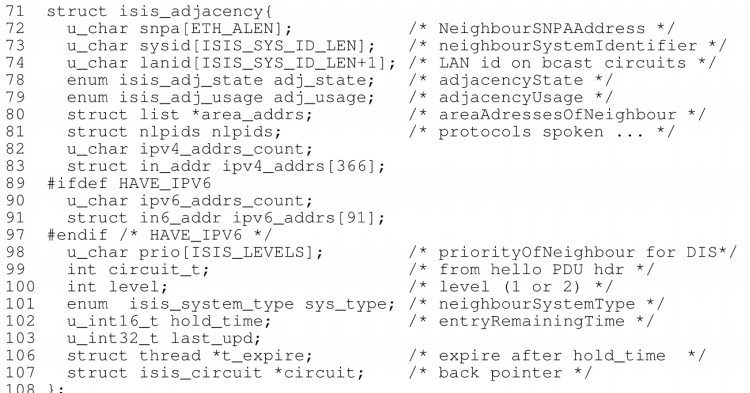 71 struct isis_adjacency{
72 u_char snpa[ETH_ALEN]; /* NeighbourSNPAAddress */
73 u_char sysid[ISIS_SYS_ID_LEN]; /* neighbourSystemIdentifier */
74 u_char lanid[ISIS_SYS_ID_LEN+1]; /* LAN id on bcast circuits */
78 enum isis_adj_state adj_state; /* adjacencyState */
79 enum isis_adj_usage adj_usage; /* adjacencyUsage */
80 struct list *area_addrs; /* areaAdressesOfNeighbour */
81 struct nlpids nlpids; /* protocols spoken ... */
82 u_char ipv4_addrs_count;
83 struct in_addr ipv4_addrs[366];
89 #ifdef HAVE_IPV6
90 u_char ipv6_addrs_count;
91 struct in6_addr ipv6_addrs[91];
97 #endif /* HAVE_IPV6 */
98 u_char prio[ISIS_LEVELS]; /* priorityOfNeighbour for DIS*/
99 int circuit_t; /* from hello PDU hdr */
100 int level; /* level (1 or 2) */
101 enum isis_system_type sys_type; /* neighbourSystemType */
102 u_int16_t hold_time; /* entryRemainingTime */
103 u_int32_t last_upd;
106 struct thread *t_expire; /* expire after hold_time */
107 struct isis_circuit *circuit; /* back pointer */
108 };